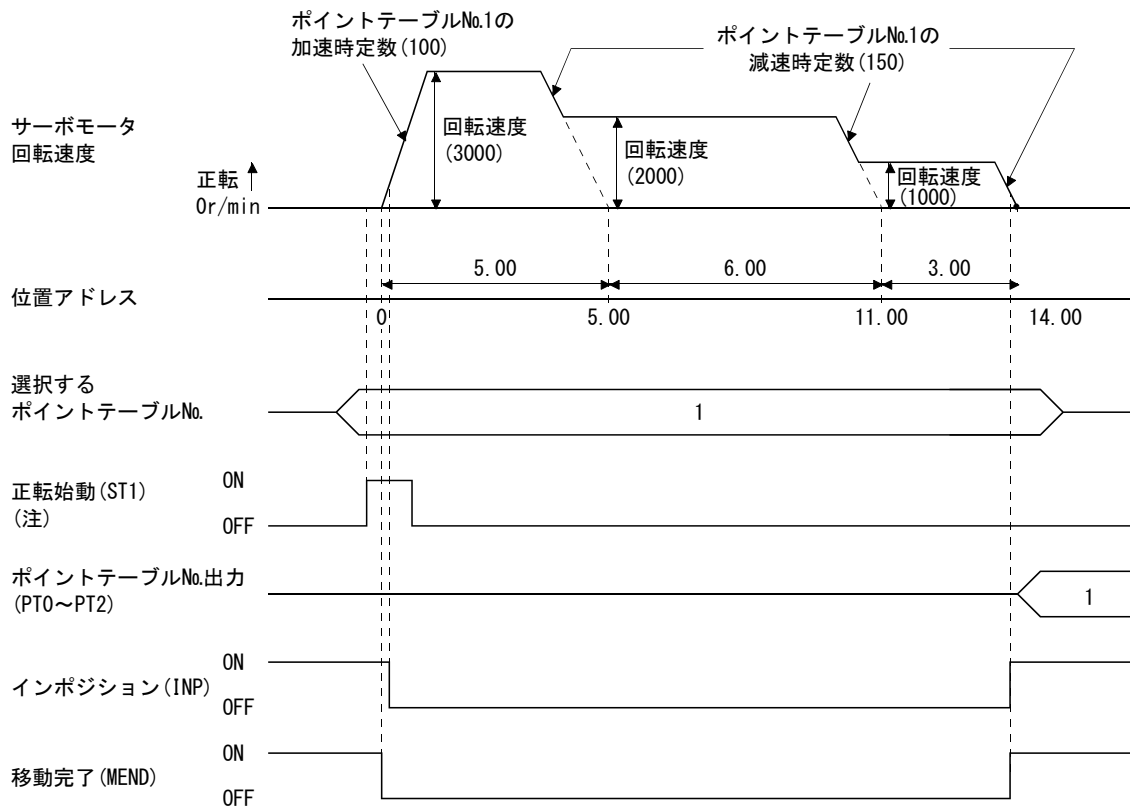 ポイントテーブル№1の
加速時定数(100)
ポイントテーブル№1の
減速時定数(150)
サーボモータ
回転速度
正転
0r/min
回転速度
(3000)
回転速度
(2000)
回転速度
(1000)
5.00
6.00
3.00
位置アドレス
0
5.00
11.00
14.00
選択する
ポイントテーブル№
1
正転始動(ST1)
(注)
ON
OFF
ポイントテーブル№出力
(PT0～PT2)
1
インポジション(INP)
ON
OFF
移動完了(MEND)
ON
OFF